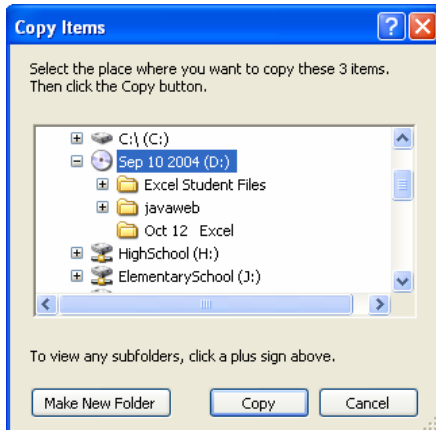 Copy Items
Select the place where you want to copy these 3 items.
Then click the Copy button.
C:\ (C:)
Sep 10 2004 (D:)
Excel Student Files
javaweb
Oct 12   Excel
HighSchool (H:)
ElementarySchool (J:)
To view any subfolders, click a plus sign above.
Make New Folder   Copy   Cancel